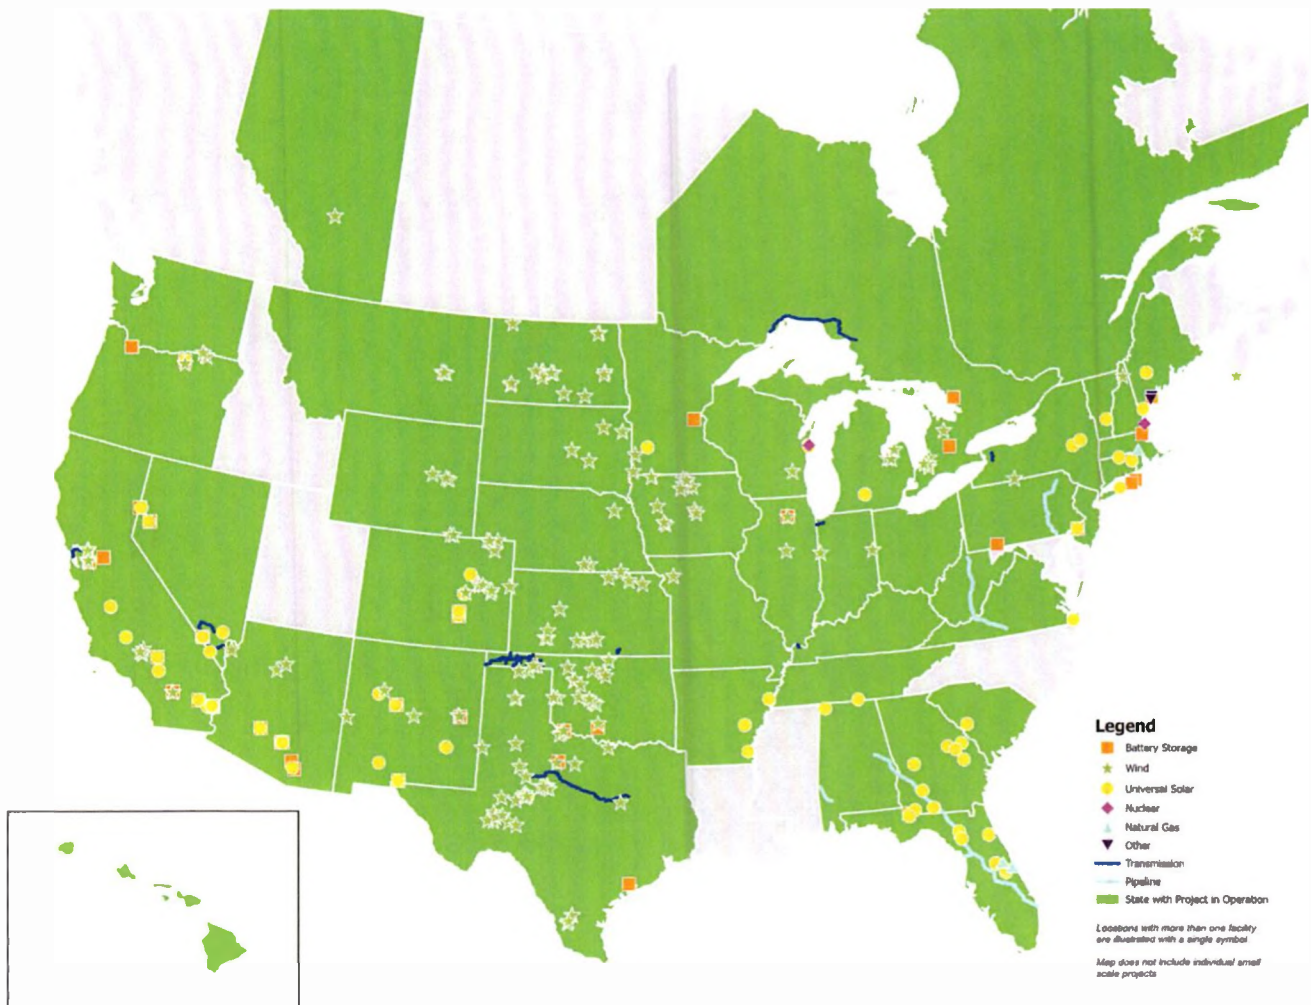 Legend
Battery Storage
Wind
Universal Solar
Nuclear
Natural Gas
Other
Transmission
Pipeline
State with Project in Operation
Locations with more than one facility
are illustrated with a single symbol
Map does not include individual small
scale projects